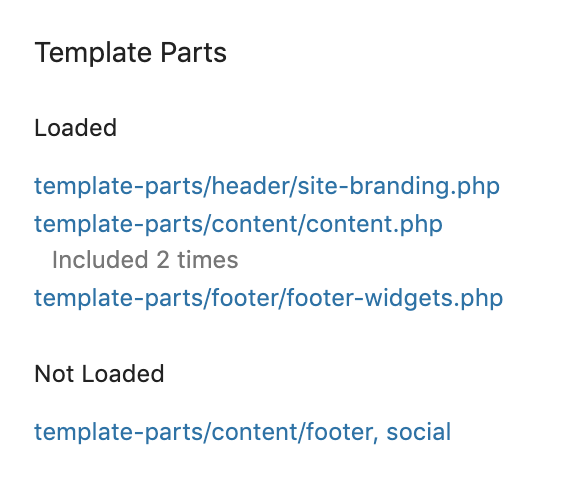 Template Parts
Loaded
template-parts/header/site-branding.php
template-parts/content/content.php
Included 2 times
template-parts/footer/footer-widgets.php
Not Loaded
template-parts/content/footer, social